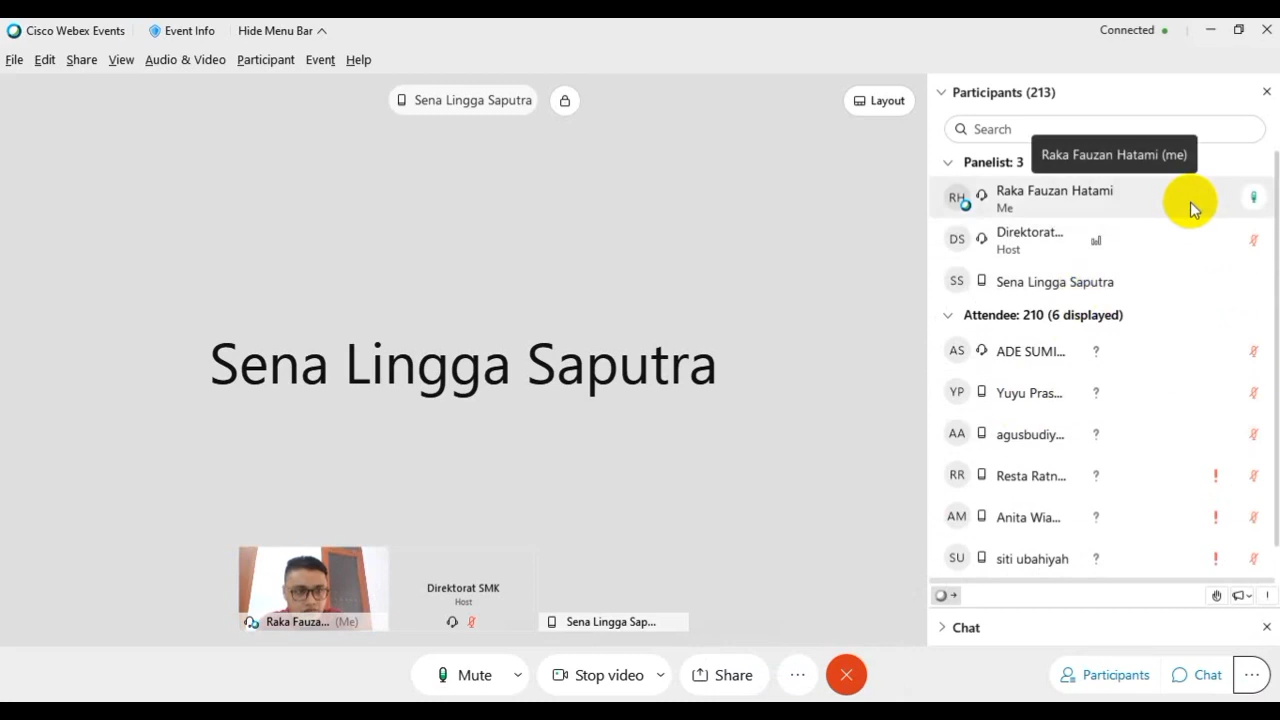 Cisco Webex Events
Event Info
Hide Menu Bar
Connected
File Edit Share View Audio & Video Participant Event Help
Sena Lingga Saputra
Layout
Sena Lingga Saputra
Raka Fauza... (Me)
Direktorat SMK
Host
Sena Lingga Sap...
Mute
Stop video
Share
Participants (213)
Search
Raka Fauzan Hatami (me)
Panelist: 3
RH Raka Fauzan Hatami
Me
DS Direktorat...
Host
SS Sena Lingga Saputra
Attendee: 210 (6 displayed)
AS ADE SUMI... ?
YP Yuyu Pras... ?
AA agusbudiy... ?
RR Resta Ratn... ? !
AM Anita Wia... ? !
SU siti ubahiyah ? !
!
Chat
Participants
Chat